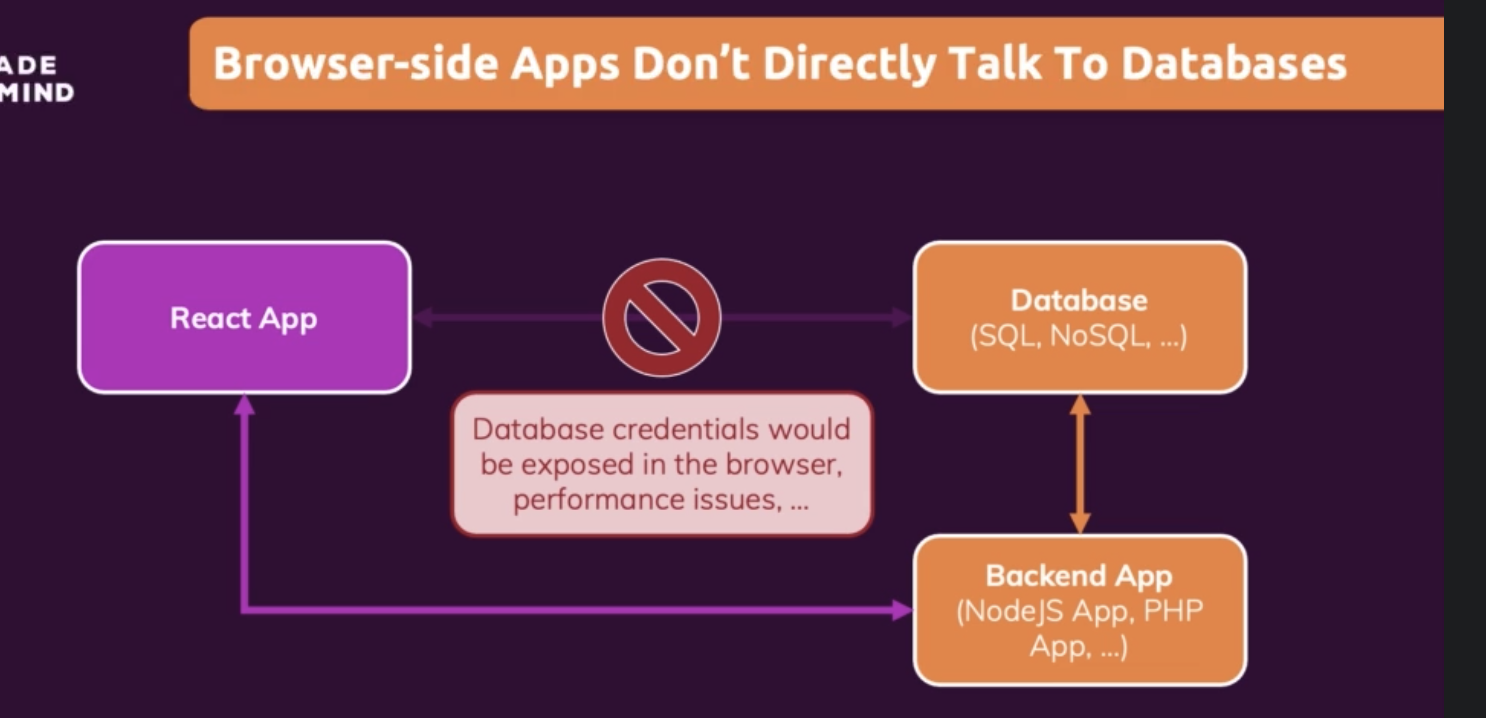 ADE
MIND
Browser-side Apps Don't Directly Talk To Databases
React App
Database
(SQL, NoSQL, ...)
Database credentials would
be exposed in the browser,
performance issues, ...
Backend App
(NodeJS App, PHP
App, ...)